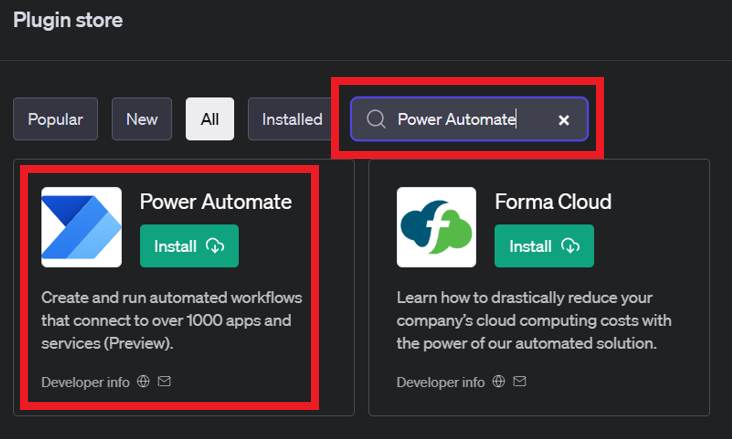 Plugin store
Popular
New
All
Installed
Power Automate
Power Automate
Install
Create and run automated workflows
that connect to over 1000 apps and
services (Preview).
Developer info
Forma Cloud
Install
Learn how to drastically reduce your
company's cloud computing costs with
the power of our automated solution.
Developer info